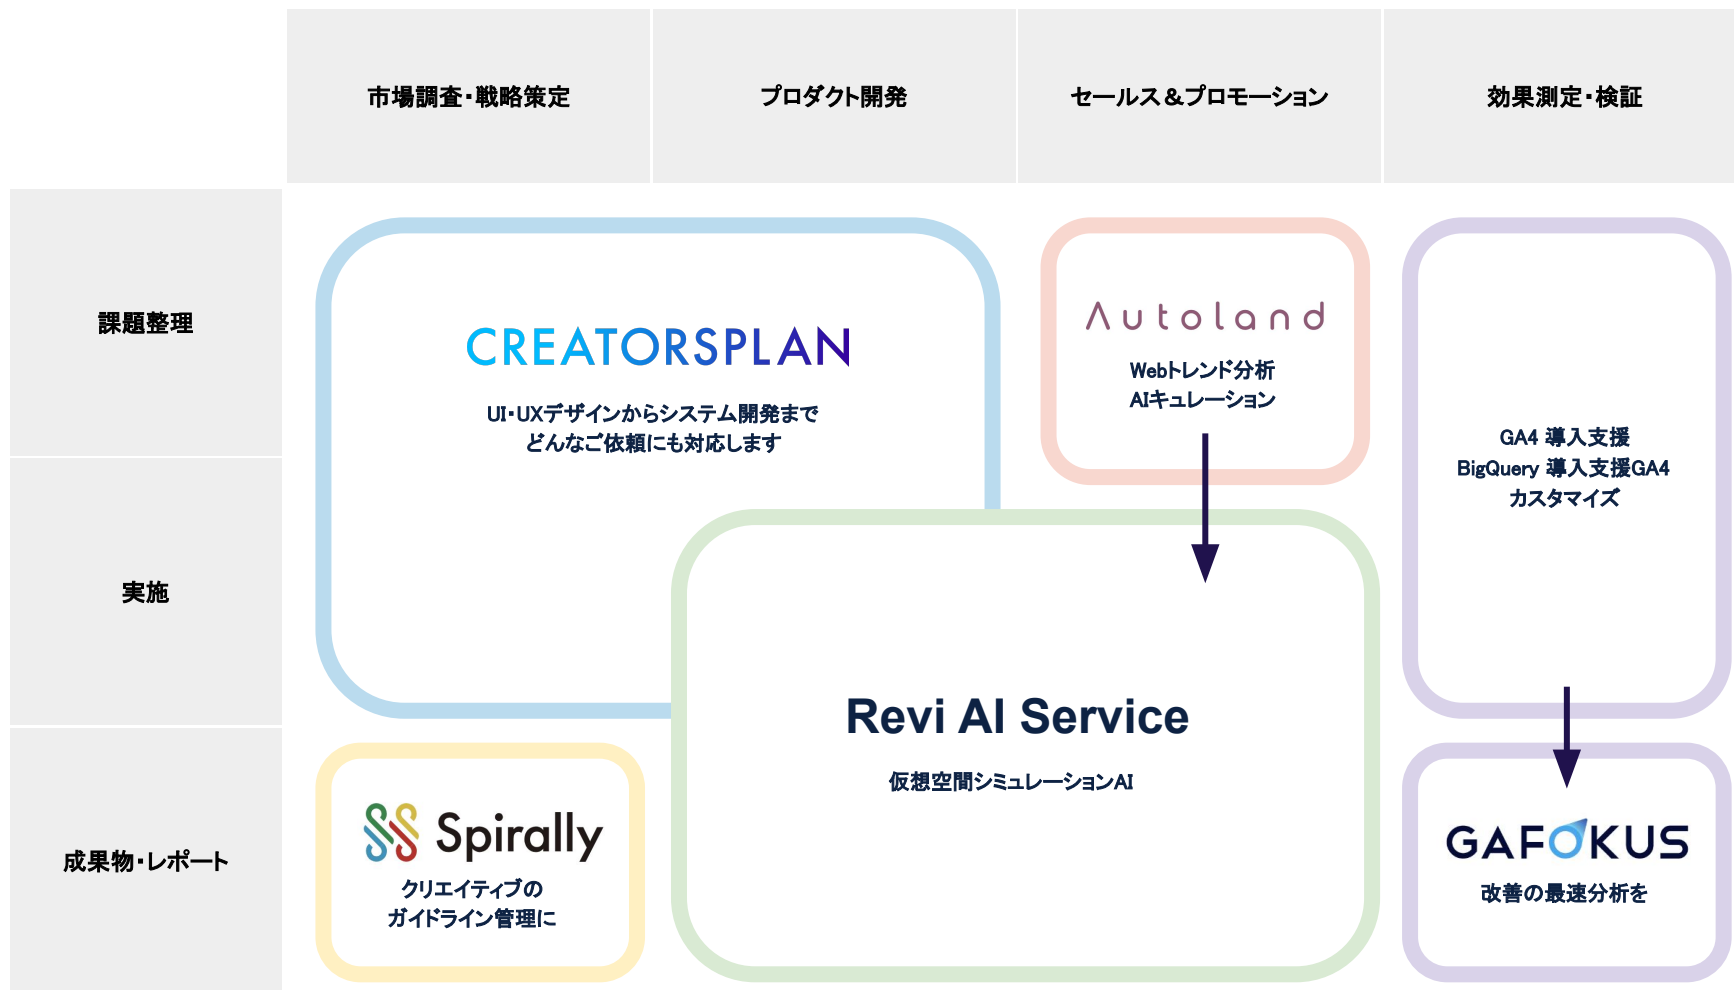 市場調査・戦略策定
プロダクト開発
セールス＆プロモーション
効果測定・検証
課題整理
CREATORSPLAN
UI・UXデザインからシステム開発まで
どんなご依頼にも対応します
Autoland
Webトレンド分析
AIキュレーション
GA4 導入支援
BigQuery 導入支援GA4
カスタマイズ
実施
Revi AI Service
仮想空間シミュレーションAI
成果物・レポート
Spirally
クリエイティブの
ガイドライン管理に
GAFOKUS
改善の最速分析を